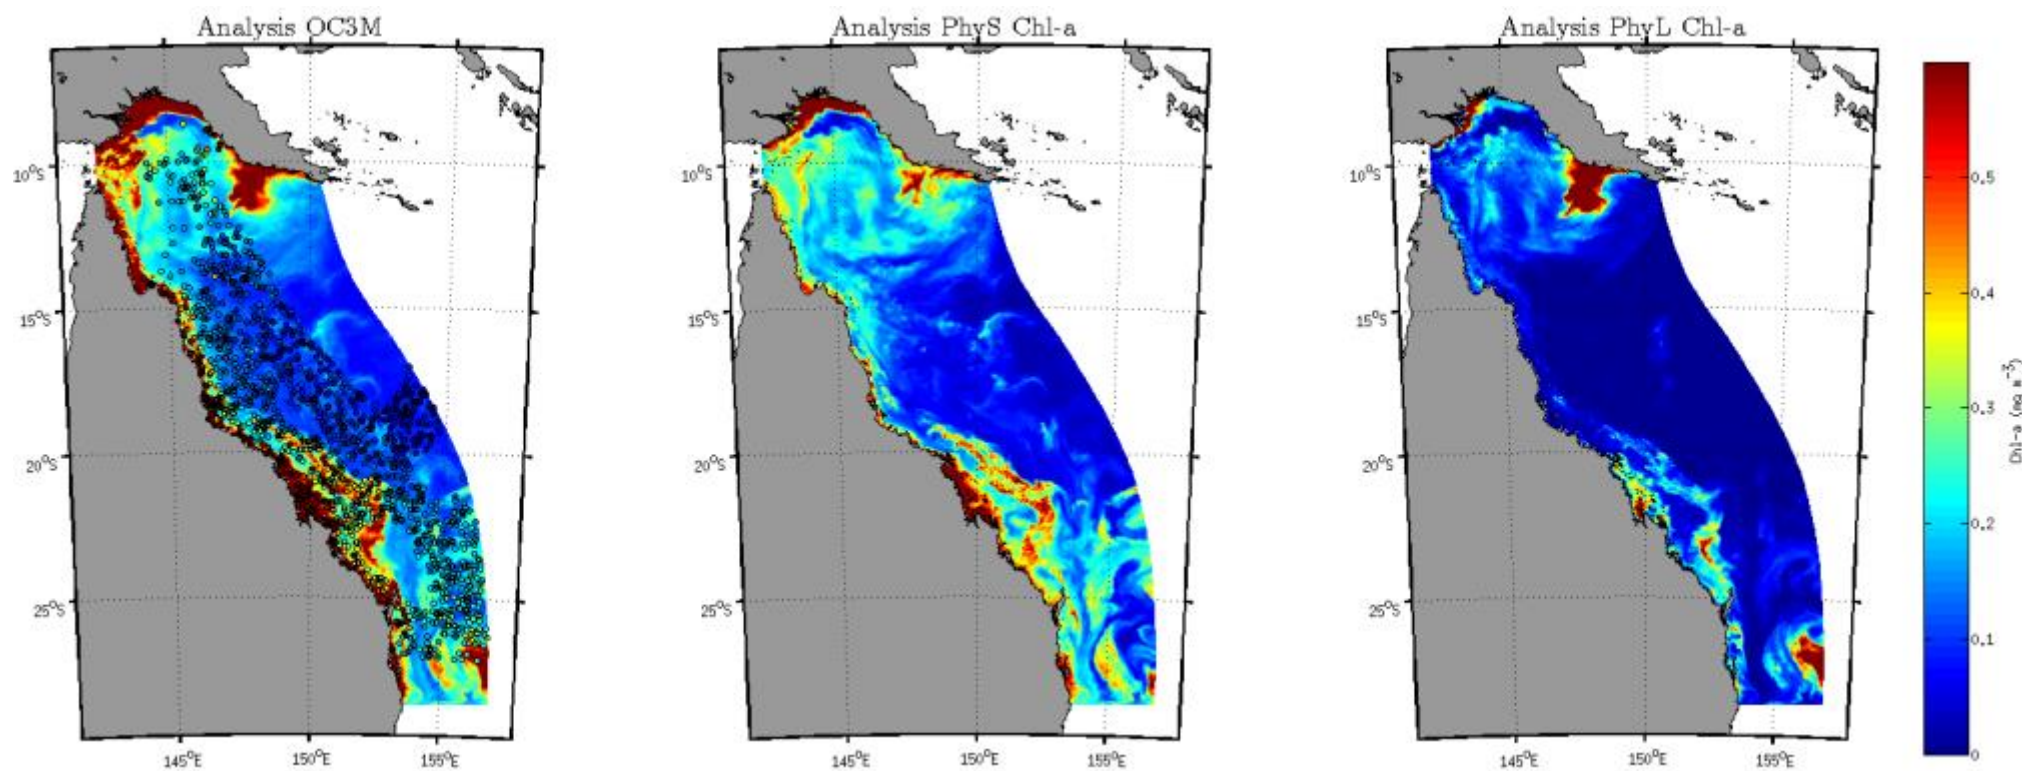 Analysis OC3M
Analysis PhyS Chl-a
Analysis PhyL Chl-a
10°S
15°S
20°S
25°S
145°E
150°E
155°E
10°S
15°S
20°S
25°S
145°E
150°E
155°E
10°S
15°S
20°S
25°S
145°E
150°E
155°E
0.5
0.4
0.3
0.2
0.1
0
Chl-a (mg m⁻³)